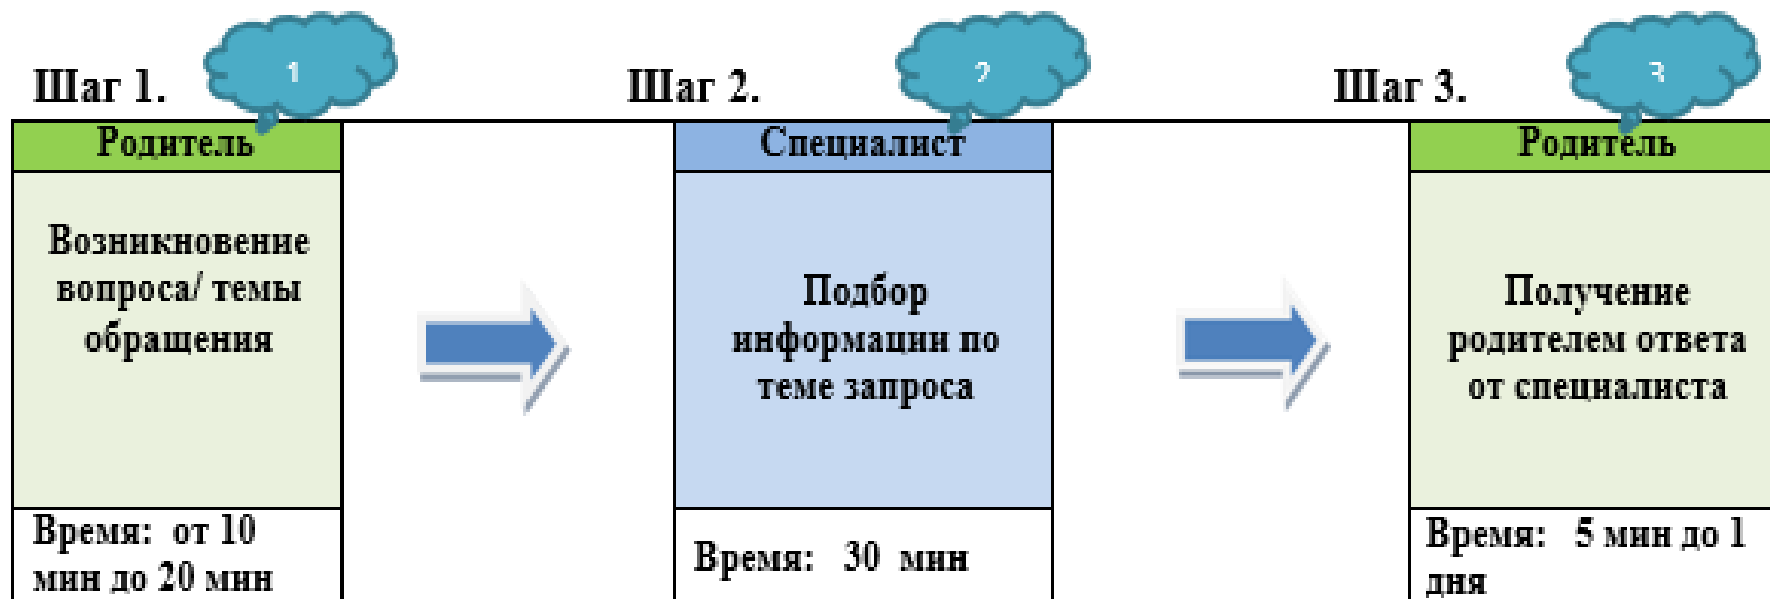 1
2
3
Шаг 1.
Шаг 2.
Шаг 3.
Родитель
Возникновение
вопроса/ темы
обращения
Время: от 10
мин до 20 мин
Специалист
Подбор
информации по
теме запроса
Время: 30 мин
Родитель
Получение
родителем ответа
от специалиста
Время: 5 мин до 1
дня